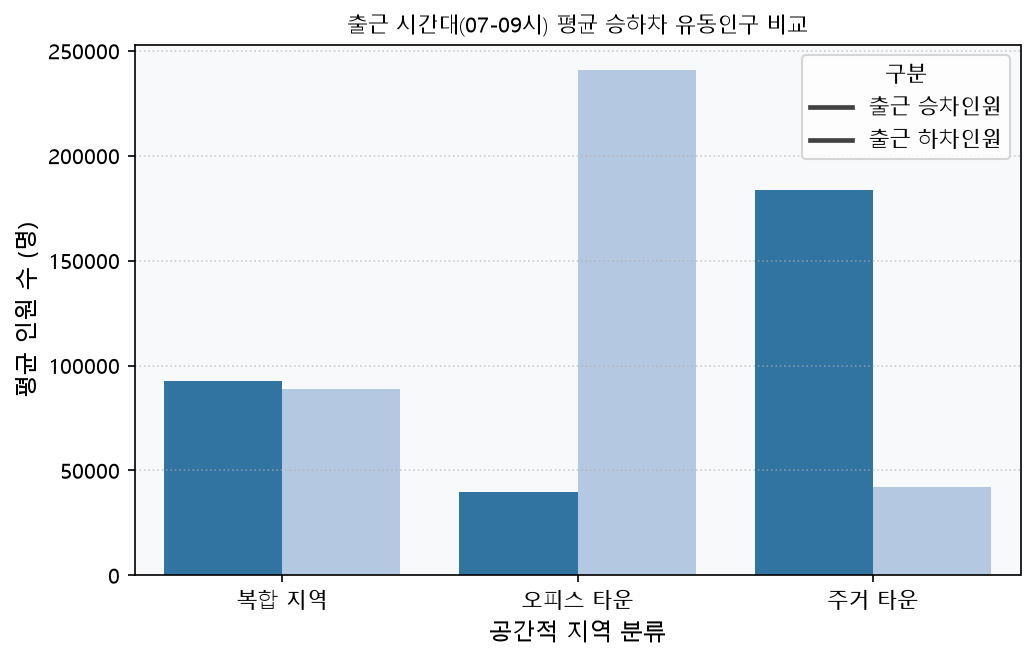 출근 시간대(07-09시) 평균 승하차 유동인구 비교
평균 인원 수 (명)
250000
200000
150000
100000
50000
0
구분
출근 승차인원
출근 하차인원
복합 지역
오피스 타운
주거 타운
공간적 지역 분류